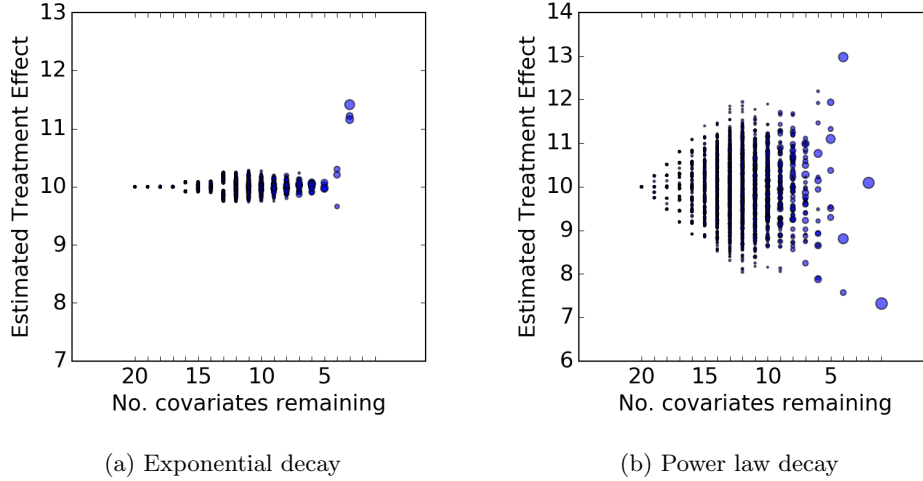 13
12
11
10
9
8
7
20 15 10 5
Estimated Treatment Effect
No. covariates remaining
(a) Exponential decay
14
13
12
11
10
9
8
7
6
20 15 10 5
Estimated Treatment Effect
No. covariates remaining
(b) Power law decay